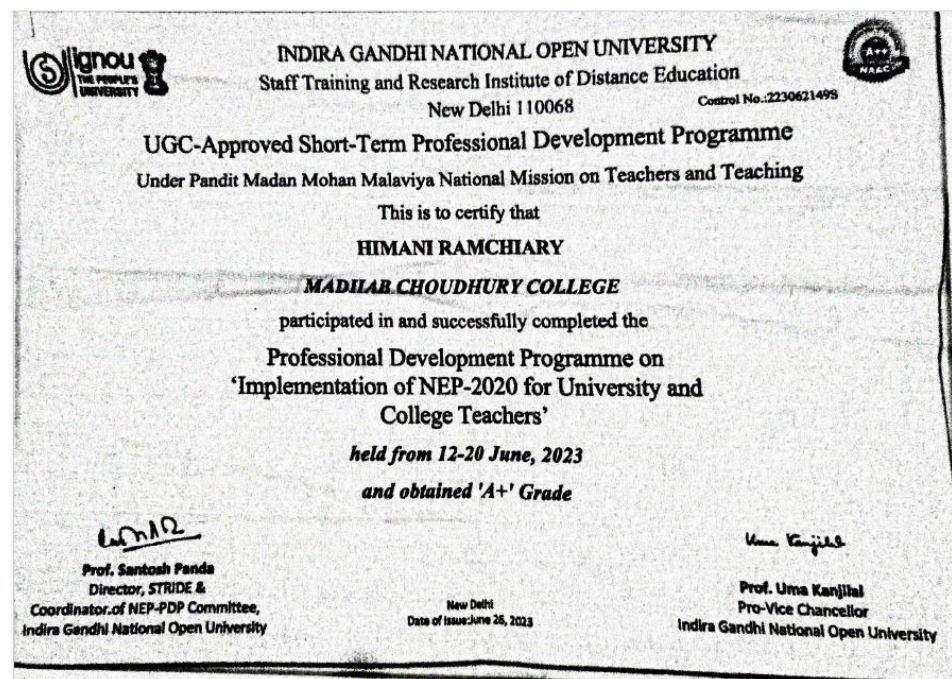 ignou
THE PEOPLE'S
UNIVERSITY
INDIRA GANDHI NATIONAL OPEN UNIVERSITY
Staff Training and Research Institute of Distance Education
New Delhi 110068
A++
NAAC
Control No.:223062149S
UGC-Approved Short-Term Professional Development Programme
Under Pandit Madan Mohan Malaviya National Mission on Teachers and Teaching
This is to certify that
HIMANI RAMCHIARY
MADHAB CHOUDHURY COLLEGE
participated in and successfully completed the
Professional Development Programme on
‘Implementation of NEP-2020 for University and
College Teachers’
held from 12-20 June, 2023
and obtained 'A+' Grade
Prof. Santosh Panda
Director, STRIDE &
Coordinator.of NEP-PDP Committee,
Indira Gandhi National Open University
New Delhi
Date of Issue:June 26, 2023
Uma Kanjilal
Prof. Uma Kanjilal
Pro-Vice Chancellor
Indira Gandhi National Open University